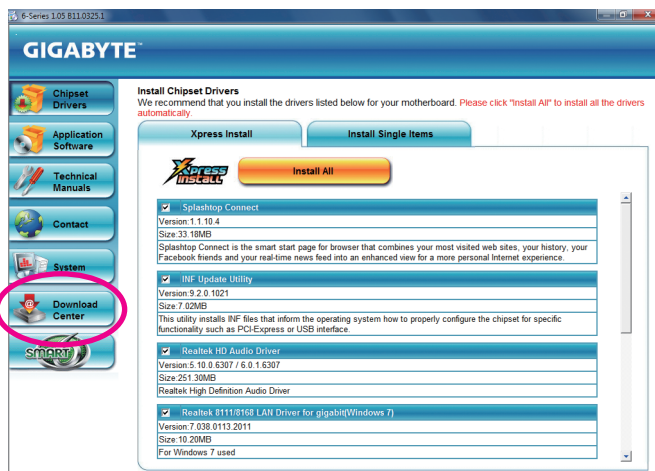 6-Series 1.05 B11.0325.1
GIGABYTE™
Chipset
Drivers
Application
Software
Technical
Manuals
Contact
System
Download
Center
SMART
Install Chipset Drivers
We recommend that you install the drivers listed below for your motherboard. Please click "Install All" to install all the drivers
automatically.
Xpress Install
Install Single Items
Xpress
INSTALL
Install All
Splashtop Connect
Version:1.1.10.4
Size:33.18MB
Splashtop Connect is the smart start page for browser that combines your most visited web sites, your history, your
Facebook friends and your real-time news feed into an enhanced view for a more personal Internet experience.
INF Update Utility
Version:9.2.0.1021
Size:7.02MB
This utility installs INF files that inform the operating system how to properly configure the chipset for specific
functionality such as PCI-Express or USB interface.
Realtek HD Audio Driver
Version:5.10.0.6307 / 6.0.1.6307
Size:251.30MB
Realtek High Definition Audio Driver
Realtek 8111/8168 LAN Driver for gigabit(Windows 7)
Version:7.038.0113.2011
Size:10.20MB
For Windows 7 used